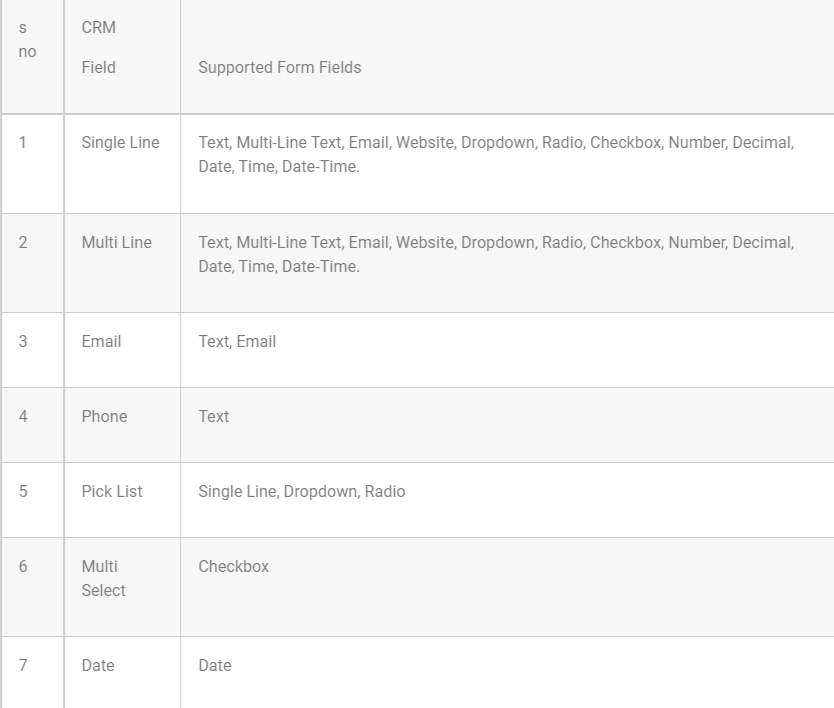 s
no
CRM
Field
Supported Form Fields
1
Single Line
Text, Multi-Line Text, Email, Website, Dropdown, Radio, Checkbox, Number, Decimal,
Date, Time, Date-Time.
2
Multi Line
Text, Multi-Line Text, Email, Website, Dropdown, Radio, Checkbox, Number, Decimal,
Date, Time, Date-Time.
3
Email
Text, Email
4
Phone
Text
5
Pick List
Single Line, Dropdown, Radio
6
Multi
Select
Checkbox
7
Date
Date